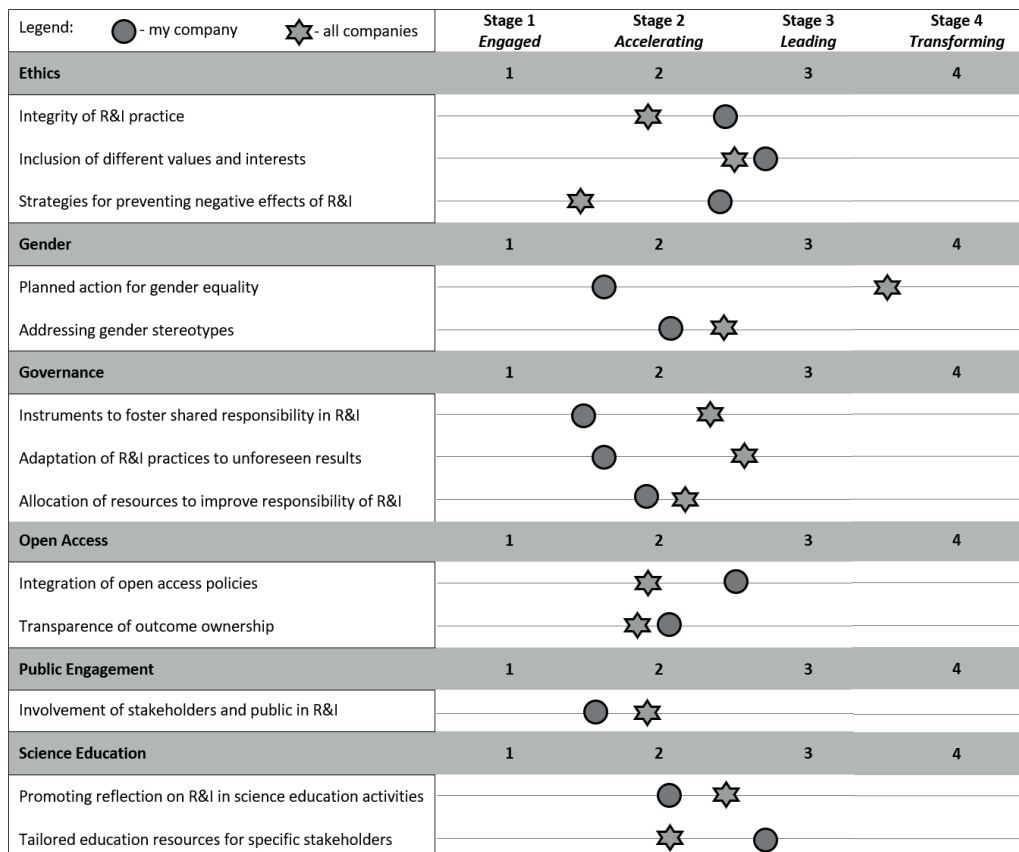 Legend: - my company - all companies Stage 1 Stage 2 Stage 3 Stage 4
Engaged Accelerating Leading Transforming
Ethics 1 2 3 4
Integrity of R&I practice
Inclusion of different values and interests
Strategies for preventing negative effects of R&I
Gender 1 2 3 4
Planned action for gender equality
Addressing gender stereotypes
Governance 1 2 3 4
Instruments to foster shared responsibility in R&I
Adaptation of R&I practices to unforeseen results
Allocation of resources to improve responsibility of R&I
Open Access 1 2 3 4
Integration of open access policies
Transparence of outcome ownership
Public Engagement 1 2 3 4
Involvement of stakeholders and public in R&I
Science Education 1 2 3 4
Promoting reflection on R&I in science education activities
Tailored education resources for specific stakeholders